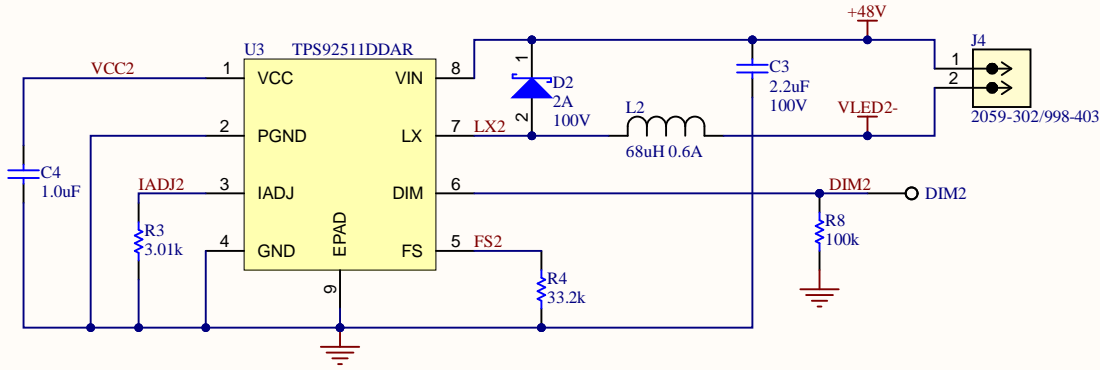 +48V
J4
U3 TPS92511DDAR
VCC2
1 VCC VIN 8
1
D2
2A
100V
2
C3
2.2uF
100V
1
2
2059-302/998-403
L2
68uH 0.6A
VLED2-
2 PGND LX 7 LX2
C4
1.0uF
IADJ2
3 IADJ DIM 6
DIM2
DIM2
R3
3.01k
R8
100k
4 GND EPAD FS 5 FS2
9
R4
33.2k